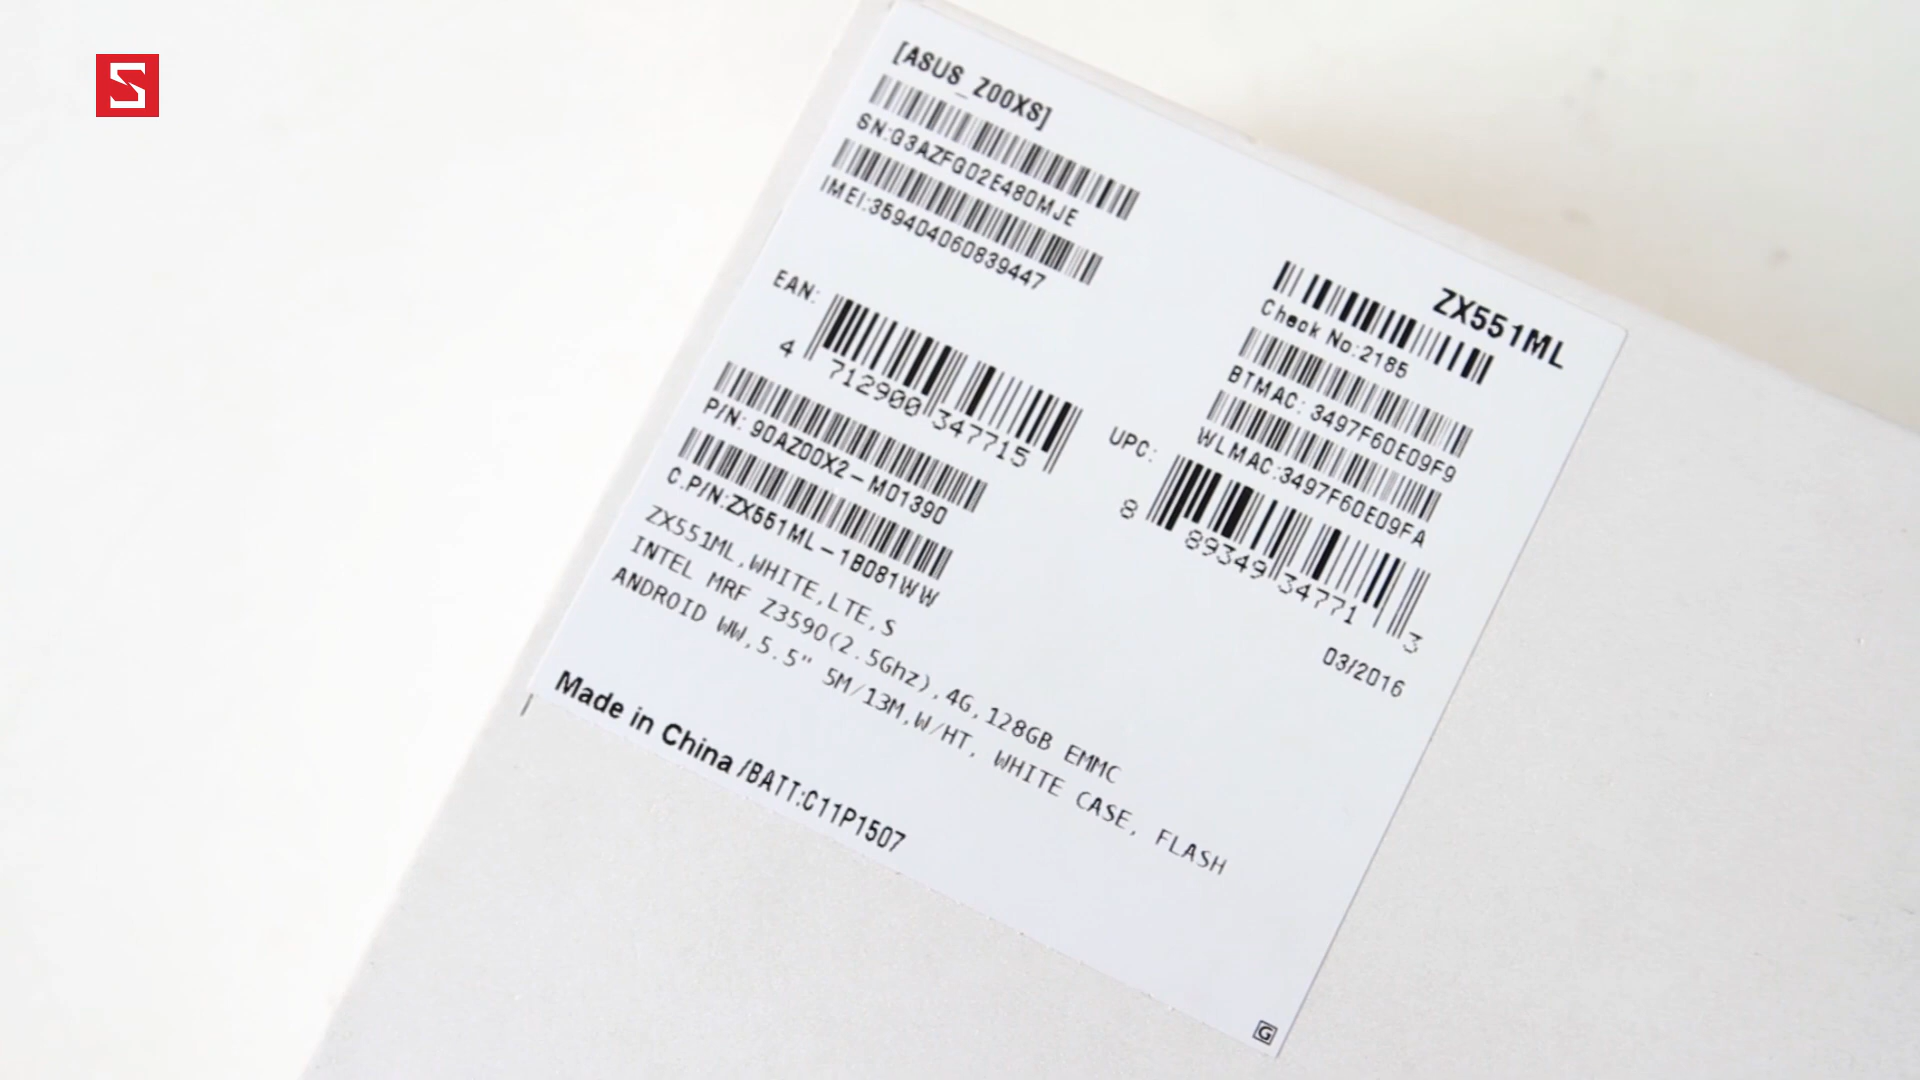 S
[ASUS_Z00XS]
SN:G3AZFG02E480MJE
IMEI:359404060839447
EAN:
4 712900 347715
P/N: 90AZ00X2-M01390
C.P/N:ZX551ML-1B081WW
ZX551ML,WHITE,LTE,S
INTEL MRF Z3590(2.5Ghz),4G,128GB EMMC
ANDROID WW,5.5" 5M/13M,W/HT, WHITE CASE, FLASH
Made in China /BATT:C11P1507
ZX551ML
Check No:2185
BTMAC: 3497F60E09F9
WLMAC:3497F60E09FA
UPC:
8 89349 34771 3
03/2016
G